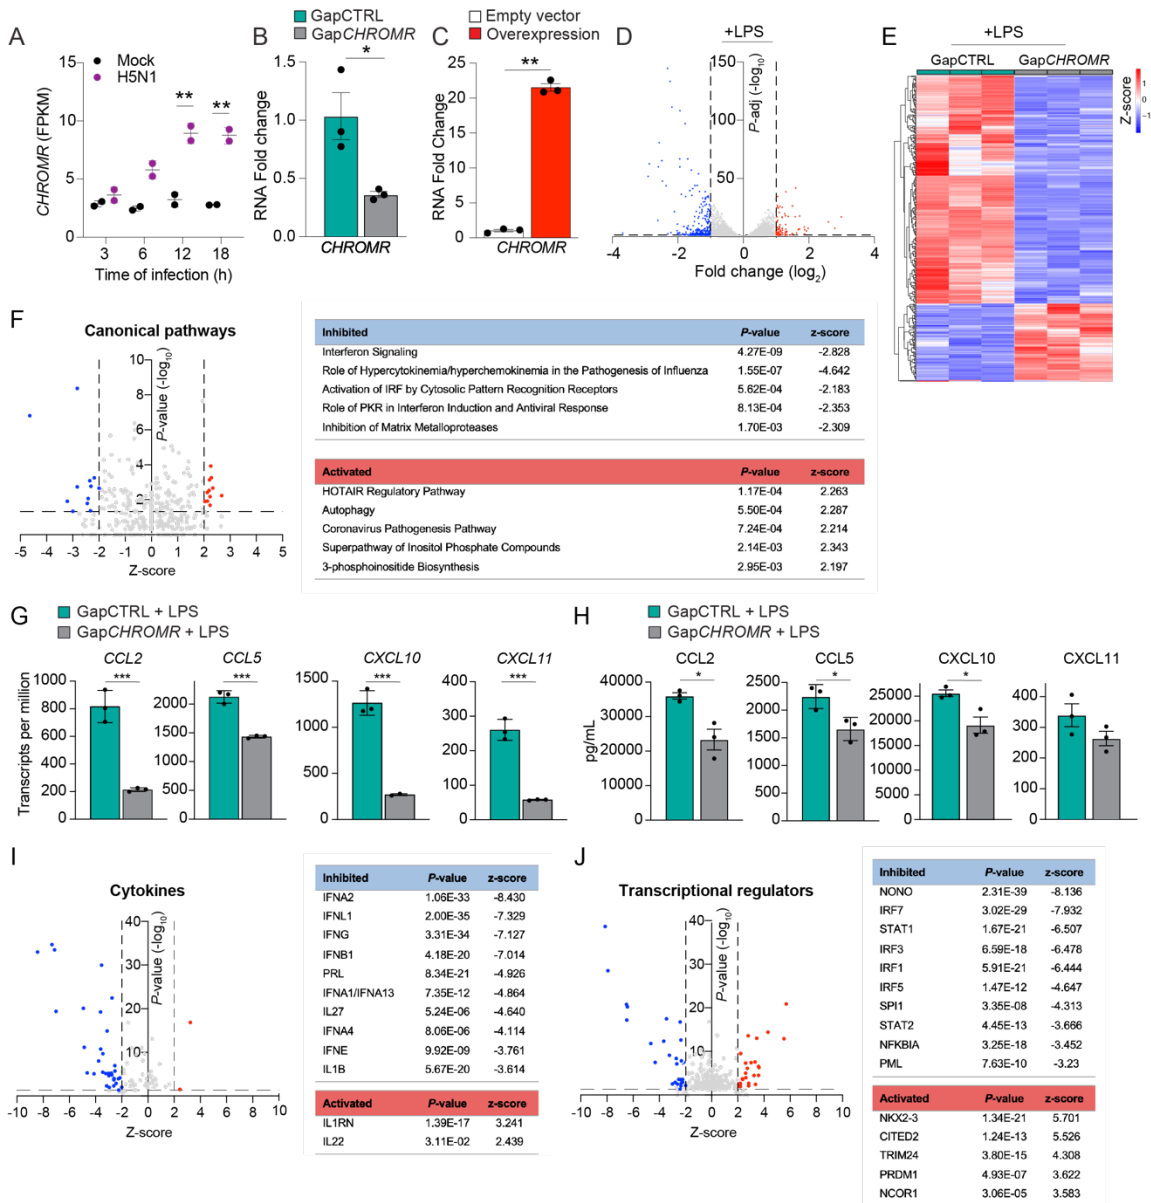 A
Mock
H5N1
** **
CHROMR (FPKM)
15
10
5
0
3 6 12 18
Time of infection (h)
B
GapCTRL
GapCHROMR
*
RNA Fold change
1.5
1.0
0.5
0.0
CHROMR
C
Empty vector
Overexpression
**
RNA Fold Change
25
20
15
10
5
0
CHROMR
D
+LPS
P-adj (-log10)
150
100
50
-4 -2 0 2 4
Fold change (log2)
E
+LPS
GapCTRL GapCHROMR
Z-score
1
0
-1
F
Canonical pathways
P-value (-log10)
10
8
6
4
2
-5 -4 -3 -2 -1 0 1 2 3 4 5
Z-score
Inhibited P-value z-score
Interferon Signaling 4.27E-09 -2.828
Role of Hypercytokinemia/hyperchemokinemia in the Pathogenesis of Influenza 1.55E-07 -4.642
Activation of IRF by Cytosolic Pattern Recognition Receptors 5.62E-04 -2.183
Role of PKR in Interferon Induction and Antiviral Response 8.13E-04 -2.353
Inhibition of Matrix Metalloproteases 1.70E-03 -2.309
Activated P-value z-score
HOTAIR Regulatory Pathway 1.17E-04 2.263
Autophagy 5.50E-04 2.287
Coronavirus Pathogenesis Pathway 7.24E-04 2.214
Superpathway of Inositol Phosphate Compounds 2.14E-03 2.343
3-phosphoinositide Biosynthesis 2.95E-03 2.197
G
GapCTRL + LPS
GapCHROMR + LPS
Transcripts per million
CCL2
***
1000
800
600
400
200
0
CCL5
***
2000
1500
1000
500
0
CXCL10
***
1500
1000
500
0
CXCL11
***
400
300
200
100
0
H
GapCTRL + LPS
GapCHROMR + LPS
pg/mL
CCL2
*
40000
30000
20000
10000
0
CCL5
*
2500
2000
1500
1000
500
0
CXCL10
*
25000
20000
15000
10000
5000
0
CXCL11
400
300
200
100
0
I
Cytokines
P-value (-log10)
40
30
20
10
-10 -8 -6 -4 -2 0 2 4 6 8 10
Z-score
Inhibited P-value z-score
IFNA2 1.06E-33 -8.430
IFNL1 2.00E-35 -7.329
IFNG 3.31E-34 -7.127
IFNB1 4.18E-20 -7.014
PRL 8.34E-21 -4.926
IFNA1/IFNA13 7.35E-12 -4.864
IL27 5.24E-06 -4.640
IFNA4 8.06E-06 -4.114
IFNE 9.92E-09 -3.761
IL1B 5.67E-20 -3.614
Activated P-value z-score
IL1RN 1.39E-17 3.241
IL22 3.11E-02 2.439
J
Transcriptional regulators
P-value (-log10)
40
30
20
10
-10 -8 -6 -4 -2 0 2 4 6 8 10
Z-score
Inhibited P-value z-score
NONO 2.31E-39 -8.136
IRF7 3.02E-29 -7.932
STAT1 1.67E-21 -6.507
IRF3 6.59E-18 -6.478
IRF1 5.91E-21 -6.444
IRF5 1.47E-12 -4.647
SPI1 3.35E-08 -4.313
STAT2 4.45E-13 -3.666
NFKBIA 3.25E-18 -3.452
PML 7.63E-10 -3.23
Activated P-value z-score
NKX2-3 1.34E-21 5.701
CITED2 1.24E-13 5.526
TRIM24 3.80E-15 4.308
PRDM1 4.93E-07 3.622
NCOR1 3.06E-05 3.583